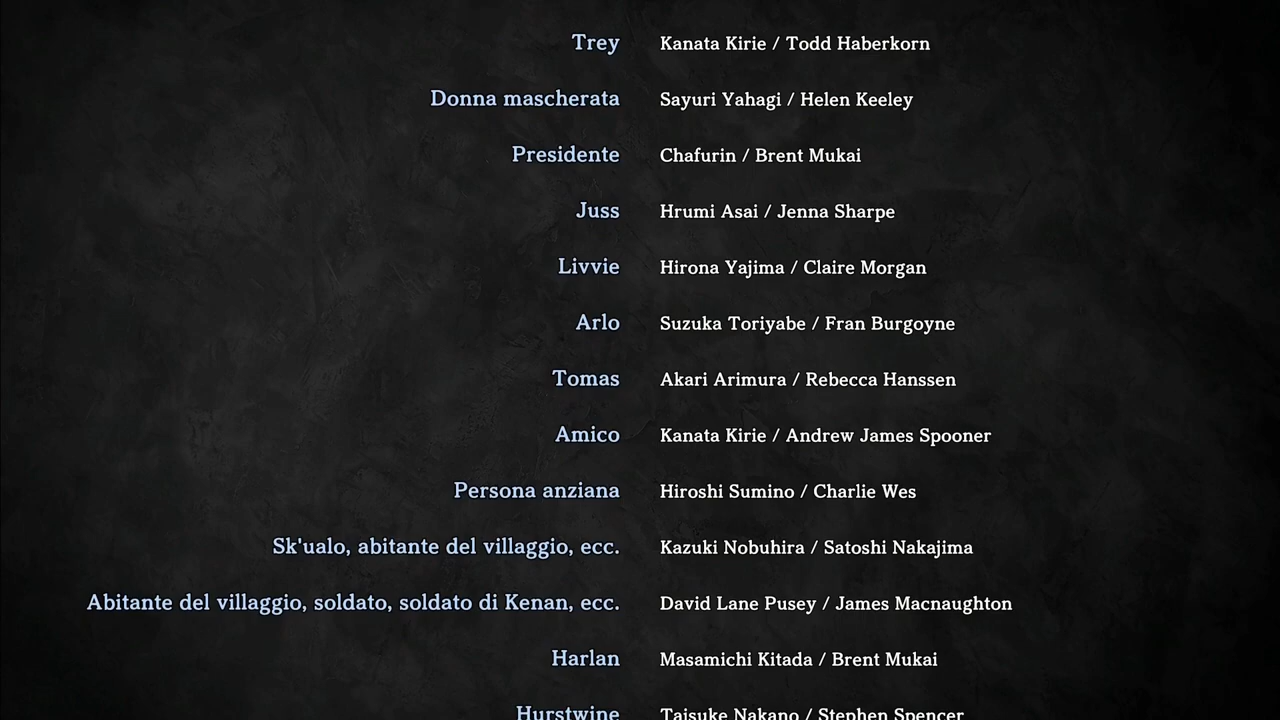 Trey Kanata Kirie / Todd Haberkorn
Donna mascherata Sayuri Yahagi / Helen Keeley
Presidente Chafurin / Brent Mukai
Juss Hrumi Asai / Jenna Sharpe
Livvie Hirona Yajima / Claire Morgan
Arlo Suzuka Toriyabe / Fran Burgoyne
Tomas Akari Arimura / Rebecca Hanssen
Amico Kanata Kirie / Andrew James Spooner
Persona anziana Hiroshi Sumino / Charlie Wes
Sk'ualo, abitante del villaggio, ecc. Kazuki Nobuhira / Satoshi Nakajima
Abitante del villaggio, soldato, soldato di Kenan, ecc. David Lane Pusey / James Macnaughton
Harlan Masamichi Kitada / Brent Mukai
Hurstwine Taisuke Nakano / Stephen Spencer